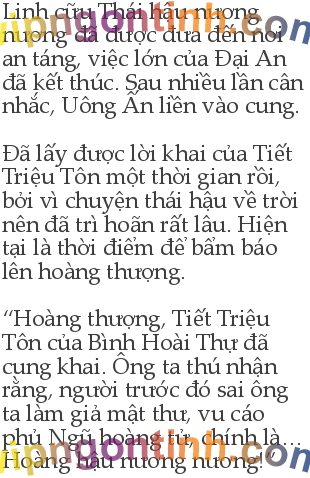 Linh cữu Thái hậu nương
nương đã được đưa đến nơi
an táng, việc lớn của Đại An
đã kết thúc. Sau nhiều lần cân
nhắc, Uông Ấn liền vào cung.
Đã lấy được lời khai của Tiết
Triệu Tôn một thời gian rồi,
bởi vì chuyện thái hậu về trời
nên đã trì hoãn rất lâu. Hiện
tại là thời điểm để bẩm báo
lên hoàng thượng.
“Hoàng thượng, Tiết Triệu
Tôn của Bình Hoài Thự đã
cung khai. Ông ta thú nhận
rằng, người trước đó sai ông
ta làm giả mật thư, vu cáo
phủ Ngũ hoàng tử, chính là...
Hoàng hậu nương nương!”
vipngontinh.com
vipngontinh.com